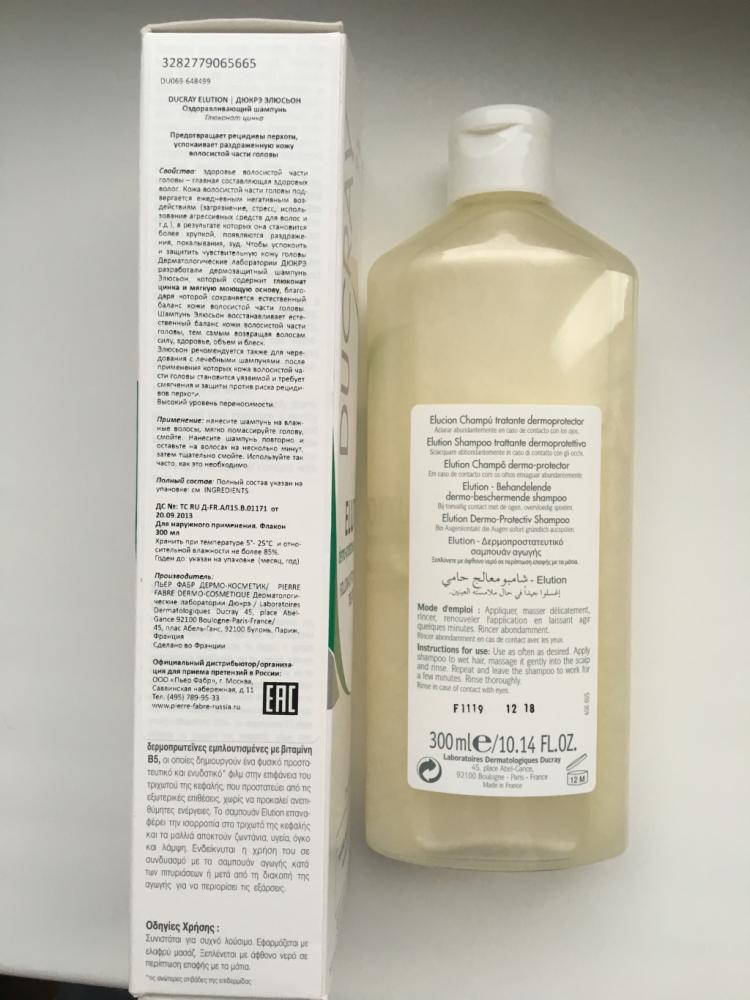 3282779065665
DU069-648499
DUCRAY ELUTION | ДЮКРЭ ЭЛЮСЬОН
Оздоравливающий шампунь
Глюконат цинка
Предотвращает рецидивы перхоти,
успокаивает раздраженную кожу
волосистой части головы
Свойства: здоровье волосистой части
головы – главная составляющая здоровых
волос. Кожа волосистой части головы под-
вергается ежедневным негативным воз-
действиям (загрязнение, стресс, исполь-
зование агрессивных средств для волос и
т.д.), в результате которых она становится
более хрупкой, появляются раздраже-
ния, покалывания, зуд. Чтобы успокоить
и защитить чувствительную кожу головы
Дерматологические лаборатории ДЮКРЭ
разработали дермозащитный шампунь
Элюсьон, который содержит глюконат
цинка и мягкую моющую основу, благо-
даря которой сохраняется естественный
баланс кожи волосистой части головы.
Шампунь Элюсьон восстанавливает есте-
ственный баланс кожи волосистой части
головы, тем самым возвращая волосам
силу, здоровье, объем и блеск.
Элюсьон рекомендуется также для чере-
дования с лечебными шампунями, после
применения которых кожа волосистой ча-
сти головы становится уязвимой и требует
смягчения и защиты против риска рециди-
вов перхоти.
Высокий уровень переносимости.
Применение: нанесите шампунь на влаж-
ные волосы, мягко помассируйте голову,
смойте. Нанесите шампунь повторно и
оставьте на волосах на несколько минут,
затем тщательно смойте. Используйте так
часто, как это необходимо.
Полный состав: Полный состав указан на
упаковке: см. INGREDIENTS
ДС №: ТС RU Д-FR.АЛ15.В.01171 от
20.09.2013
Для наружного применения. Флакон
300 мл
Хранить при температуре 5°- 25°С и отно-
сительной влажности не более 85%.
Годен до: указан на упаковке (месяц, год)
Производитель:
ПЬЕР ФАБР ДЕРМО-КОСМЕТИК/ PIERRE
FABRE DERMO-COSMETIQUE Дерматологи-
ческие лаборатории Дюкрэ / Laboratoires
Dermatologiques Ducray 45, place Abel-
Gance 92100 Boulogne-Paris-France/
45, плас Абель-Ганс, 92100 Булонь, Париж,
Франция
Сделано во Франции
Официальный дистрибьютор/организа-
ция для приема претензий в России:
ООО «Пьер Фабр», г. Москва,
Саввинская набережная, д 11
Тел. (495) 789-95-33
www.pierre-fabre-russia.ru
EAC
δερμοπρωτεΐνες εμπλουτισμένες με βιταμίνη
B5, οι οποίες δημιουργούν ένα φυσικό προστα-
τευτικό και ενυδατικό* φιλμ στην επιφάνεια του
τριχωτού της κεφαλής, που προστατεύει από τις
εξωτερικές επιθέσεις, χωρίς να προκαλεί ανεπι-
θύμητες ενέργειες. Το σαμπουάν Elution επανα-
φέρει την ισορροπία στο τριχωτό της κεφαλής
και τα μαλλιά αποκτούν ζωντάνια, υγεία, όγκο
και λάμψη. Ενδείκνυται η χρήση του σε
συνδυασμό με τα σαμπουάν αγωγής κατά
των πιτυριάσεων ή μετά από τη διακοπή της
αγωγής για να περιορίσει τις εξάρσεις.
Οδηγίες Χρήσης :
Συνιστάται για συχνό λούσιμο. Εφαρμόζεται με
ελαφρύ μασάζ. Ξεπλένεται με άφθονο νερό σε
περίπτωση επαφής με τα μάτια.
*τις ανώτερες στιβάδες της επιδερμίδας
DUCRAY
Elucion Champú tratante dermoprotector
Aclarar abundantemente en caso de contacto con los ojos.
Elution Shampoo trattante dermoprotettivo
Sciacquare abbondantemente in caso di contatto con gli occhi.
Elution Champô dermo-protector
Em caso de contacto com os olhos enxaguar abundantemente.
Elution - Behandelende
dermo-beschermende shampoo
Bij toevallig contact met de ogen, overvloedig spoelen.
Elution Dermo-Protectiv Shampoo
Bei Augenkontakt die Augen sofort gründlich ausspülen.
Elution - Δερμοπροστατευτικό
σαμπουάν αγωγής
Ξεπλύνετε με άφθονο νερό σε περίπτωση επαφής με τα μάτια.
Elution - شامبو معالج حامي
إغسلوا جيداً في حال ملامسته العينين.
Mode d'emploi : Appliquer, masser délicatement,
rincer, renouveler l'application en laissant agir
quelques minutes. Rincer abondamment.
Rincer abondamment en cas de contact avec les yeux.
Instructions for use: Use as often as desired. Apply
shampoo to wet hair, massage it gently into the scalp
and rinse. Repeat and leave the shampoo to work for
a few minutes. Rinse thoroughly.
Rinse in case of contact with eyes.
F1119 12 18
300 ml e/10.14 FL.OZ.
Laboratoires Dermatologiques Ducray
45, place Abel-Gance,
92100 Boulogne - Paris - France
Made in France
12 M